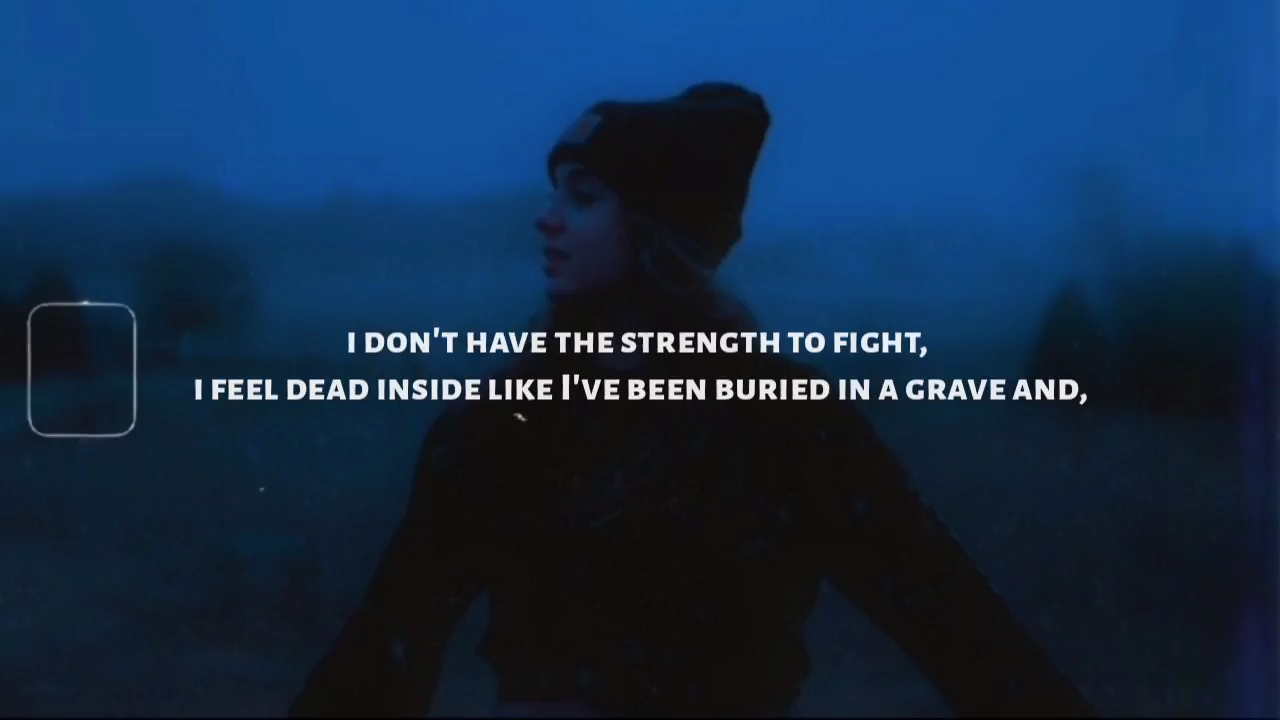 I DON'T HAVE THE STRENGTH TO FIGHT,
I FEEL DEAD INSIDE LIKE I'VE BEEN BURIED IN A GRAVE AND,